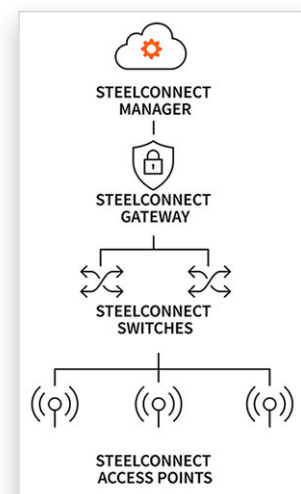 STEELCONNECT
MANAGER
STEELCONNECT
GATEWAY
STEELCONNECT
SWITCHES
STEELCONNECT
ACCESS POINTS